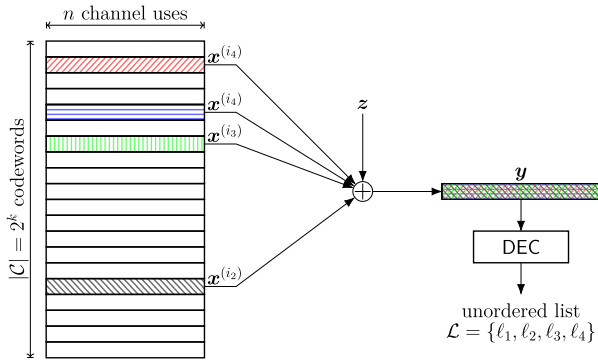 n channel uses
|𝒞| = 2^k codewords
x^(i_4)
x^(i_4)
x^(i_3)
x^(i_2)
z
y
DEC
unordered list
ℒ = {ℓ_1, ℓ_2, ℓ_3, ℓ_4}